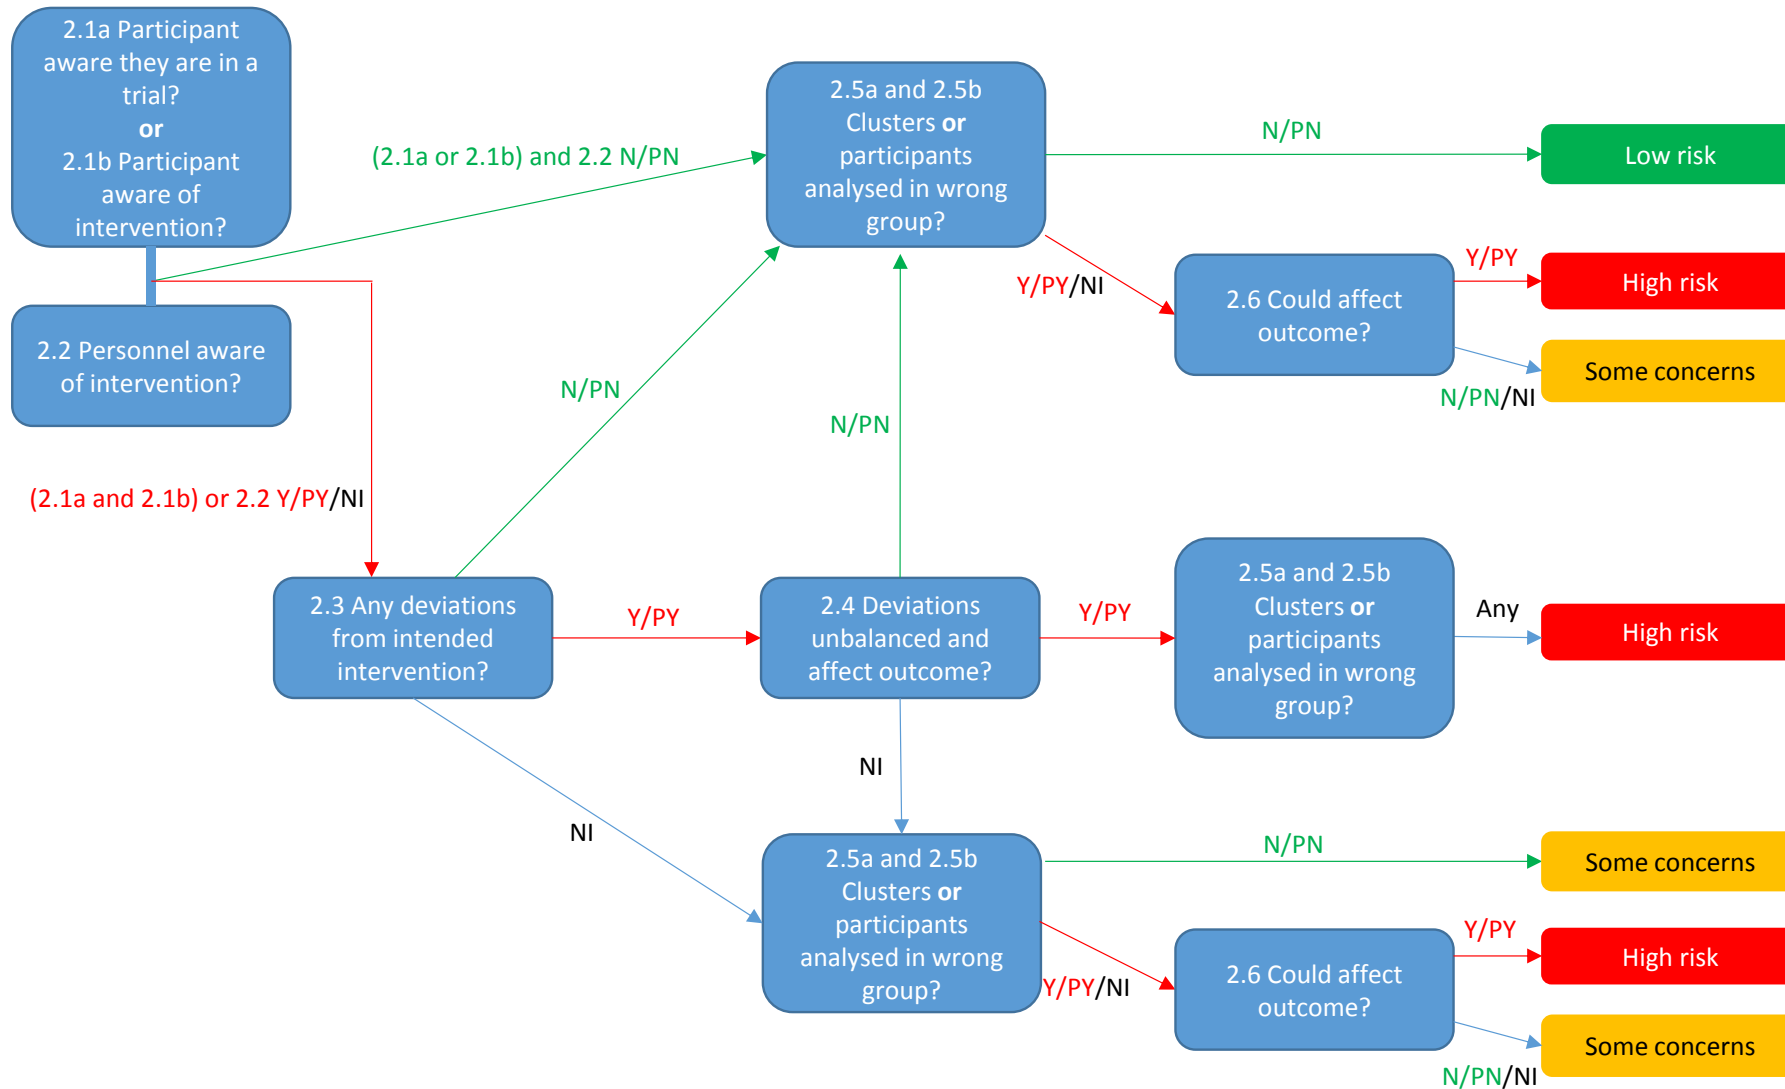 2.1a Participant
aware they are in a
trial?
or
2.1b Participant
aware of
intervention?
2.2 Personnel aware
of intervention?
(2.1a or 2.1b) and 2.2 N/PN
(2.1a and 2.1b) or 2.2 Y/PY/NI
2.5a and 2.5b
Clusters or
participants
analysed in wrong
group?
N/PN
Low risk
Y/PY/NI
2.6 Could affect
outcome?
Y/PY
High risk
N/PN/NI
Some concerns
N/PN
N/PN
2.3 Any deviations
from intended
intervention?
Y/PY
2.4 Deviations
unbalanced and
affect outcome?
Y/PY
2.5a and 2.5b
Clusters or
participants
analysed in wrong
group?
Any
High risk
NI
NI
2.5a and 2.5b
Clusters or
participants
analysed in wrong
group?
N/PN
Some concerns
Y/PY/NI
2.6 Could affect
outcome?
Y/PY
High risk
N/PN/NI
Some concerns